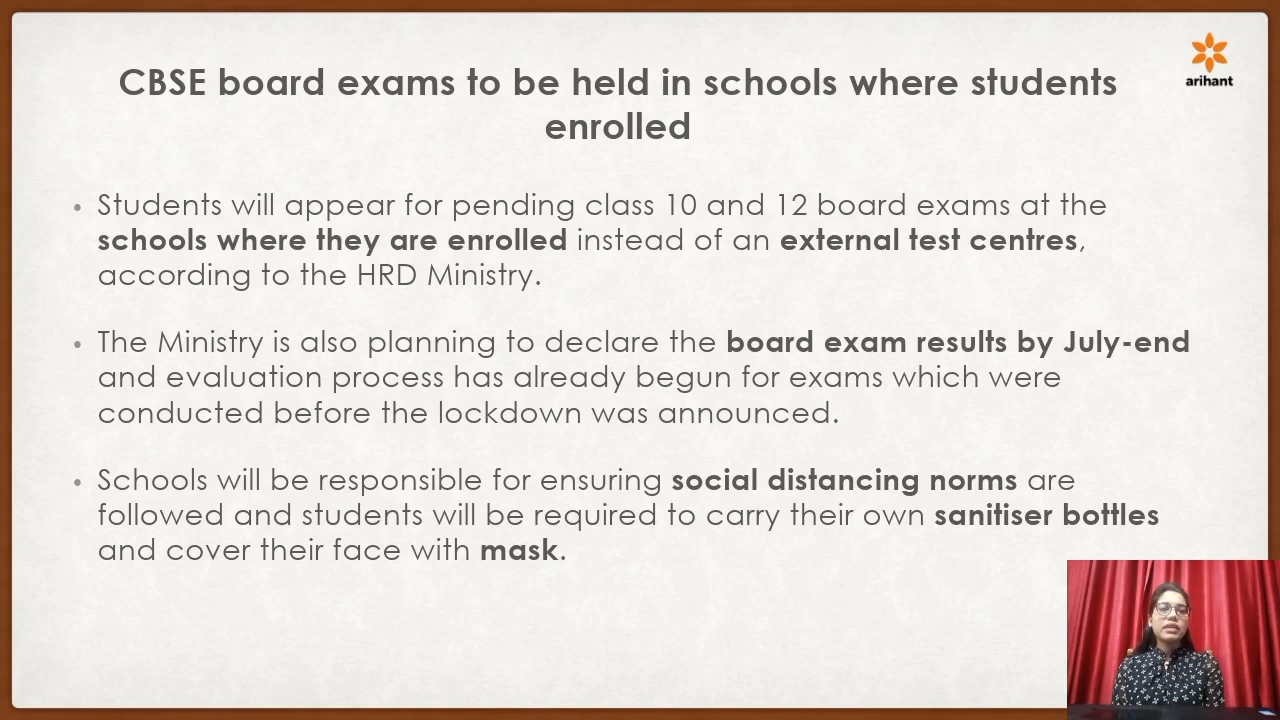 CBSE board exams to be held in schools where students
enrolled
arihant
• Students will appear for pending class 10 and 12 board exams at the
schools where they are enrolled instead of an external test centres,
according to the HRD Ministry.
• The Ministry is also planning to declare the board exam results by July-end
and evaluation process has already begun for exams which were
conducted before the lockdown was announced.
• Schools will be responsible for ensuring social distancing norms are
followed and students will be required to carry their own sanitiser bottles
and cover their face with mask.